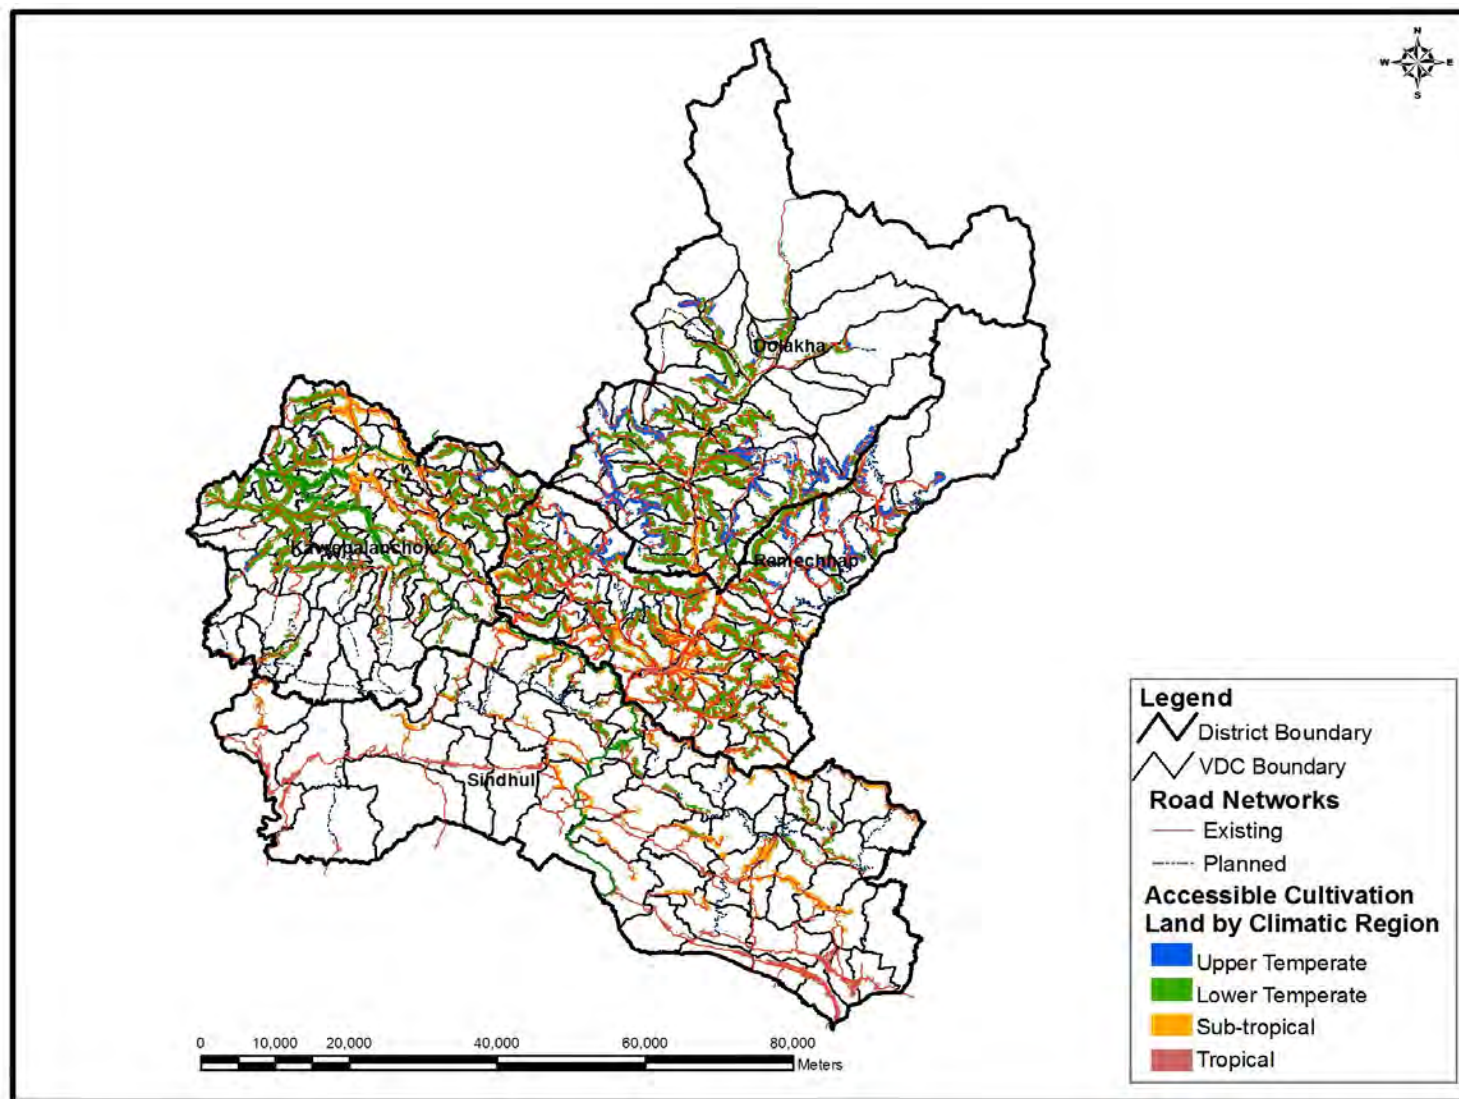 N
W E
S
Dolakha
Kavrepalanchok
Ramechhap
Sindhuli
Legend
District Boundary
VDC Boundary
Road Networks
Existing
Planned
Accessible Cultivation
Land by Climatic Region
Upper Temperate
Lower Temperate
Sub-tropical
Tropical
0 10,000 20,000 40,000 60,000 80,000
Meters